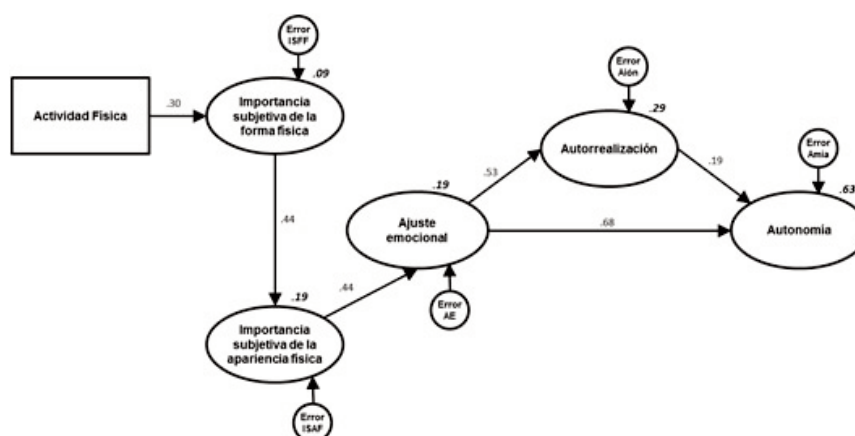 Error
ISFF
.09
Actividad Física
.30
Importancia
subjetiva de la
forma física
Error
Aión
.29
Autorrealización
Error
Amia
.63
.19
.53
.19
Ajuste
emocional
.68
Autonomía
.44
.19
.44
Error
AE
Importancia
subjetiva de la
apariencia física
Error
ISAF